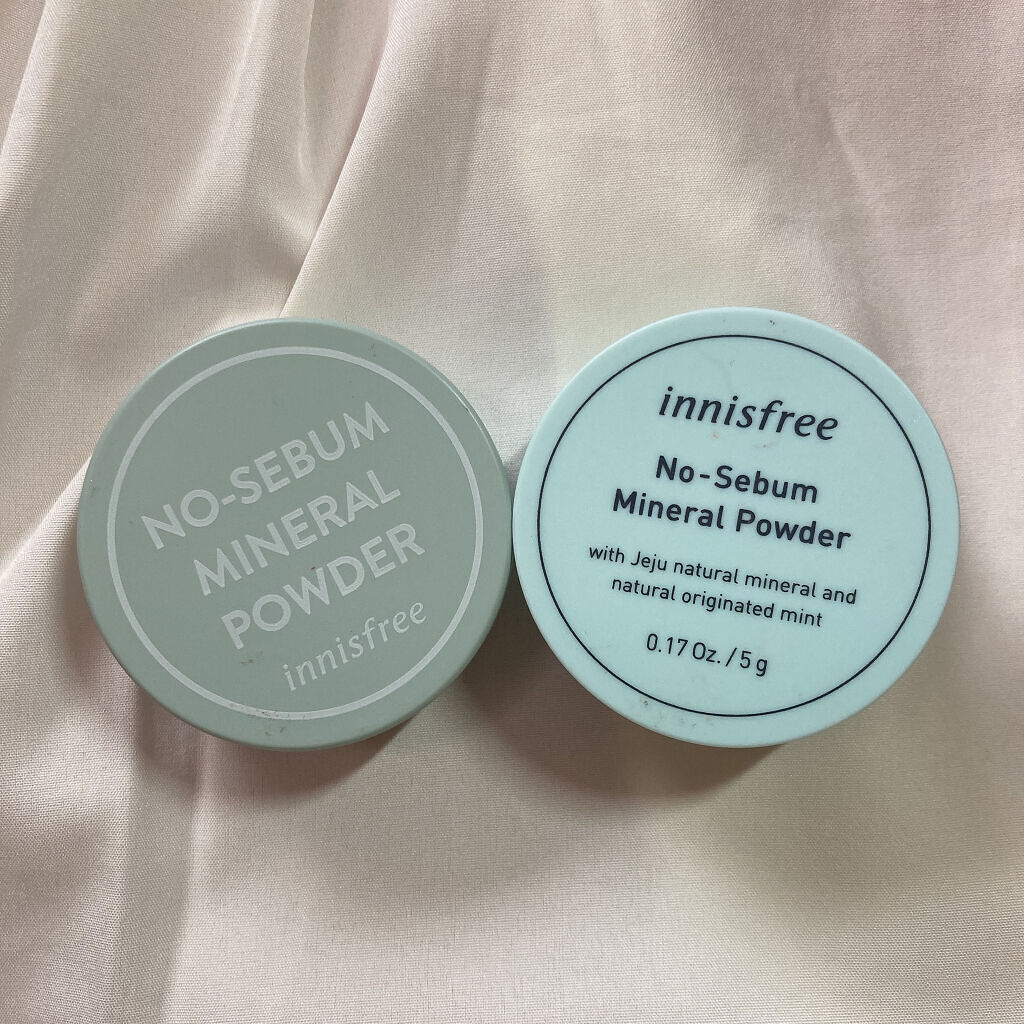 NO-SEBUM
MINERAL
POWDER
innisfree
innisfree
No-Sebum
Mineral Powder
with Jeju natural mineral and
natural originated mint
0.17 Oz. / 5 g